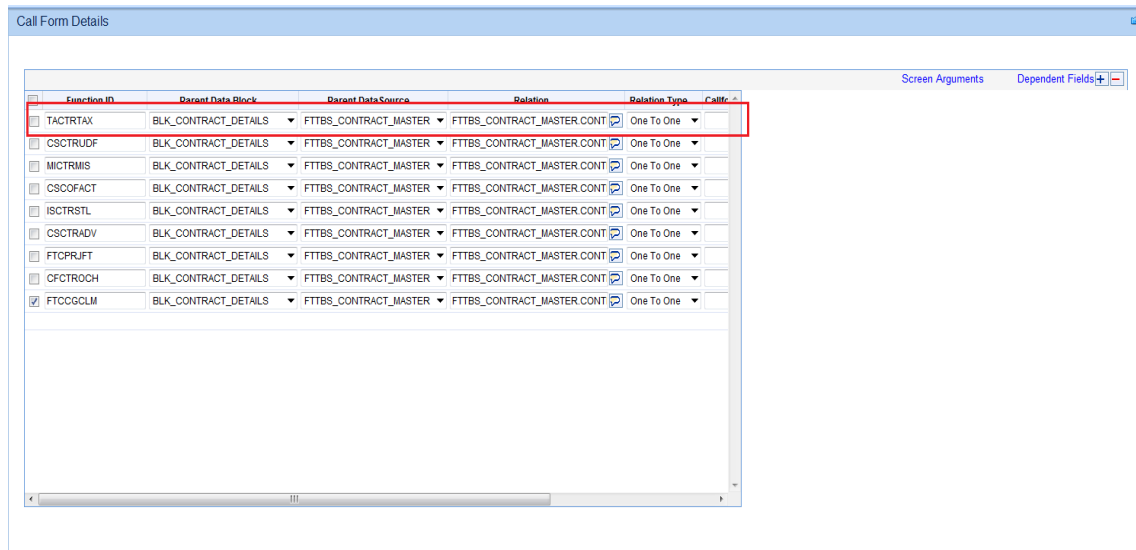 Call Form Details
Screen Arguments Dependent Fields
Function ID Parent Data Block Parent Data Source Relation Relation Type Callfo
TACTRTAX BLK_CONTRACT_DETAILS FTTBS_CONTRACT_MASTER FTTBS_CONTRACT_MASTER.CONT One To One
CSCTRUDF BLK_CONTRACT_DETAILS FTTBS_CONTRACT_MASTER FTTBS_CONTRACT_MASTER.CONT One To One
MICTRMIS BLK_CONTRACT_DETAILS FTTBS_CONTRACT_MASTER FTTBS_CONTRACT_MASTER.CONT One To One
CSCOFACT BLK_CONTRACT_DETAILS FTTBS_CONTRACT_MASTER FTTBS_CONTRACT_MASTER.CONT One To One
ISCTRSTL BLK_CONTRACT_DETAILS FTTBS_CONTRACT_MASTER FTTBS_CONTRACT_MASTER.CONT One To One
CSCTRADV BLK_CONTRACT_DETAILS FTTBS_CONTRACT_MASTER FTTBS_CONTRACT_MASTER.CONT One To One
FTCPRJFT BLK_CONTRACT_DETAILS FTTBS_CONTRACT_MASTER FTTBS_CONTRACT_MASTER.CONT One To One
CFCTROCH BLK_CONTRACT_DETAILS FTTBS_CONTRACT_MASTER FTTBS_CONTRACT_MASTER.CONT One To One
FTCCGCLM BLK_CONTRACT_DETAILS FTTBS_CONTRACT_MASTER FTTBS_CONTRACT_MASTER.CONT One To One